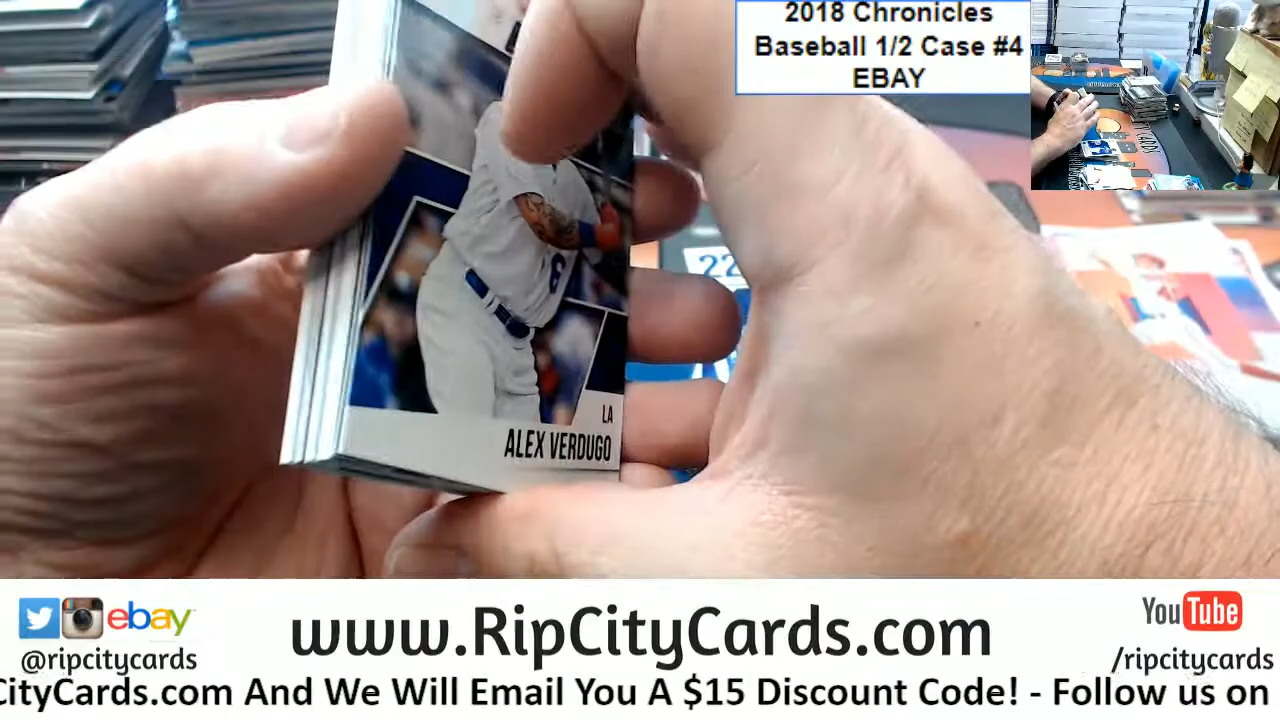 2018 Chronicles
Baseball 1/2 Case #4
EBAY
22
6
LA
ALEX VERDUGO
ebay
@ripcitycards
www.RipCityCards.com
YouTube
/ripcitycards
CityCards.com And We Will Email You A $15 Discount Code! - Follow us on